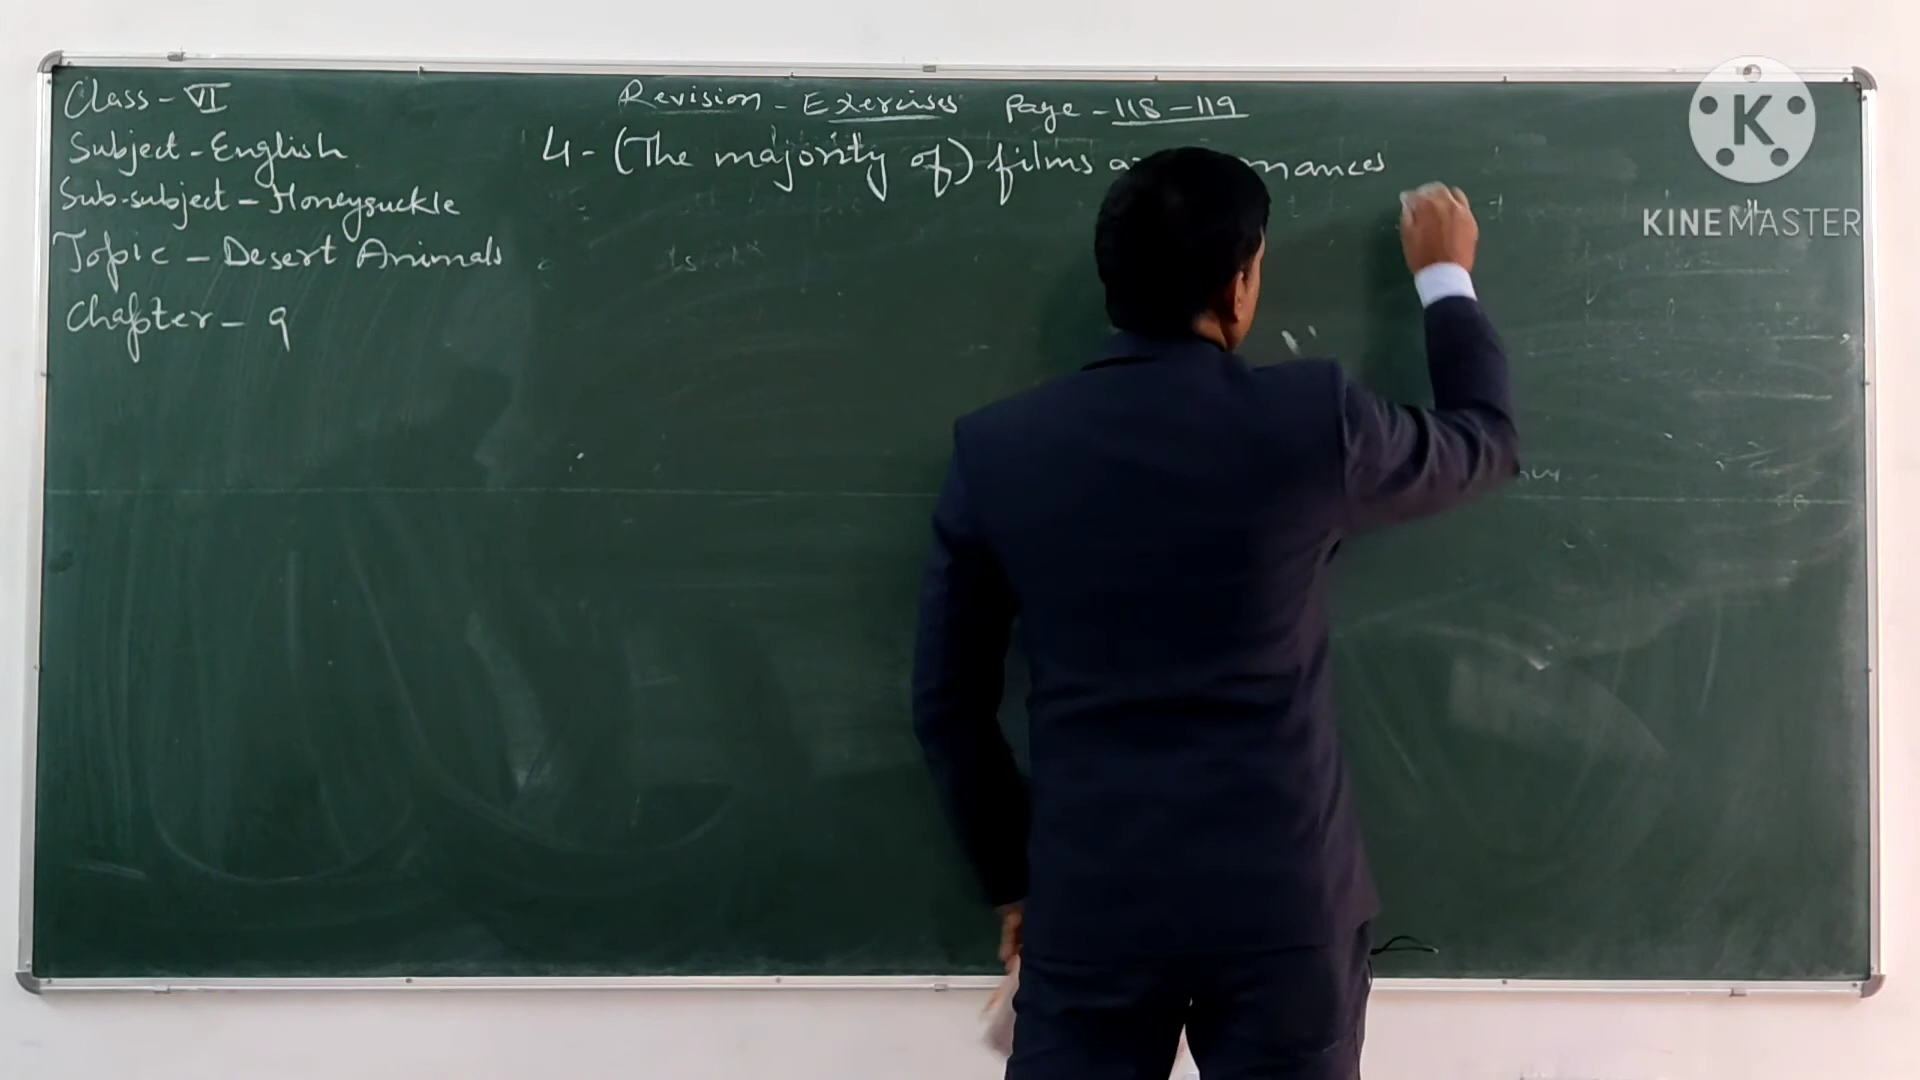 Class - VI
Subject - English
Sub-subject - Honeysuckle
Topic - Desert Animals
Chapter - 9
Revision - Exercises Page - 118 - 119
4 - (The majority of) films
K
KINEMASTER